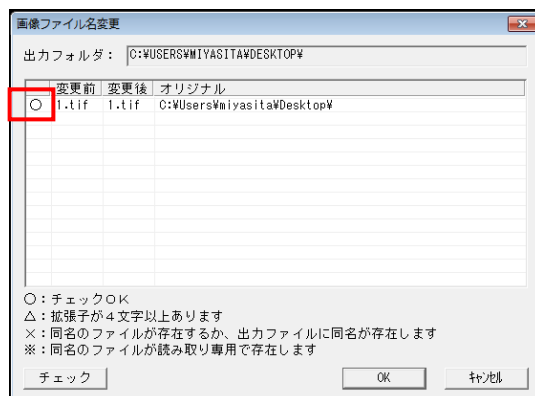 画像ファイル名変更
出力フォルダ： C:¥USERS¥MIYASITA¥DESKTOP¥
変更前 変更後 オリジナル
○ 1.tif 1.tif C:¥Users¥miyasita¥Desktop¥
○：チェックＯＫ
△：拡張子が４文字以上あります
×：同名のファイルが存在するか、出力ファイルに同名が存在します
※：同名のファイルが読み取り専用で存在します
チェック OK ｷｬﾝｾﾙ